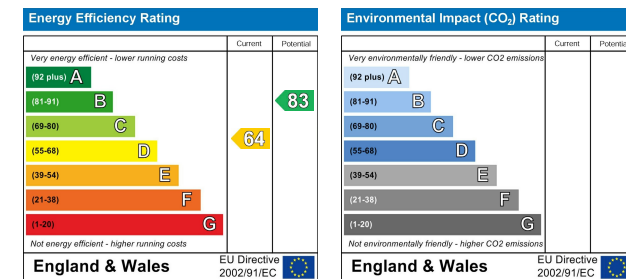 Energy Efficiency Rating
Current Potential
Very energy efficient - lower running costs
(92 plus) A
(81-91) B
83
(69-80) C
64
(55-68) D
(39-54) E
(21-38) F
(1-20) G
Not energy efficient - higher running costs
England & Wales
EU Directive
2002/91/EC
Environmental Impact (CO₂) Rating
Current Potential
Very environmentally friendly - lower CO2 emissions
(92 plus) A
(81-91) B
(69-80) C
(55-68) D
(39-54) E
(21-38) F
(1-20) G
Not environmentally friendly - higher CO2 emissions
England & Wales
EU Directive
2002/91/EC